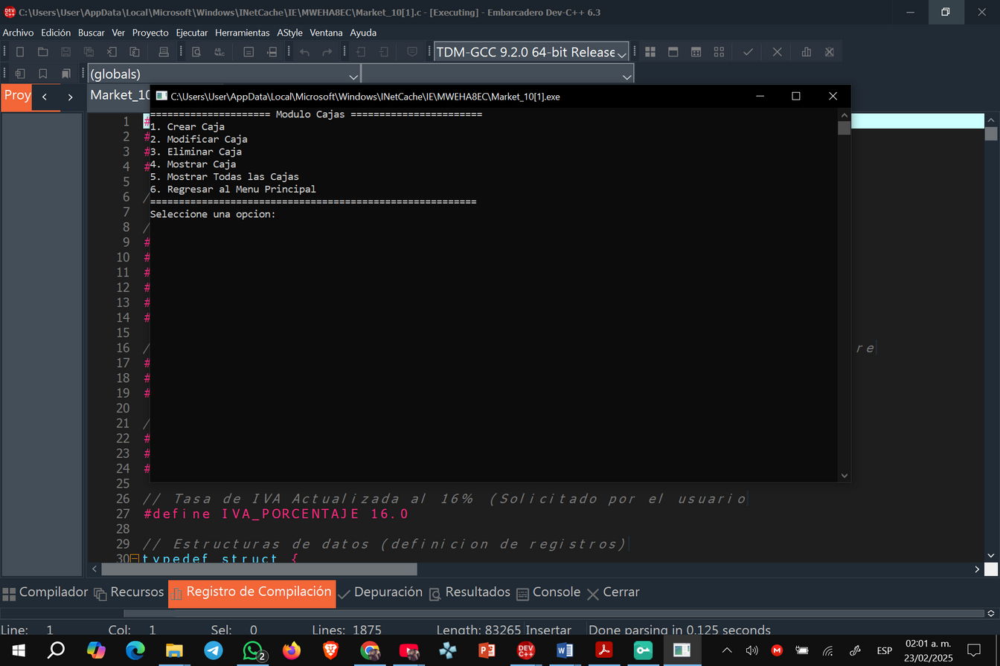 C:\Users\User\AppData\Local\Microsoft\Windows\INetCache\IE\MWEHA8EC\Market_10[1].c - [Executing] - Embarcadero Dev-C++ 6.3
Archivo Edición Buscar Ver Proyecto Ejecutar Herramientas AStyle Ventana Ayuda
TDM-GCC 9.2.0 64-bit Release
(globals)
Proy
Market_10
C:\Users\User\AppData\Local\Microsoft\Windows\INetCache\IE\MWEHA8EC\Market_10[1].exe
===================== Modulo Cajas =======================
1. Crear Caja
2. Modificar Caja
3. Eliminar Caja
4. Mostrar Caja
5. Mostrar Todas las Cajas
6. Regresar al Menu Principal
=========================================================
Seleccione una opcion:
1 #
2 #
3 #
4 #
5
6 /
7
8 /
9 #
10 #
11 #
12 #
13 #
14 #
15
16 / re
17 #
18 #
19 #
20
21 /
22 #
23 #
24 #
25
26 // Tasa de IVA Actualizada al 16% (Solicitado por el usuario
27 #define IVA_PORCENTAJE 16.0
28
29 // Estructuras de datos (definicion de registros)
30 typedef struct {
Compilador Recursos Registro de Compilación Depuración Resultados Console Cerrar
Line: 1 Col: 1 Sel: 0 Lines: 1875 Length: 83265 Insertar Done parsing in 0.125 seconds
2
DEV C++
ESP
02:01 a. m.
23/02/2025